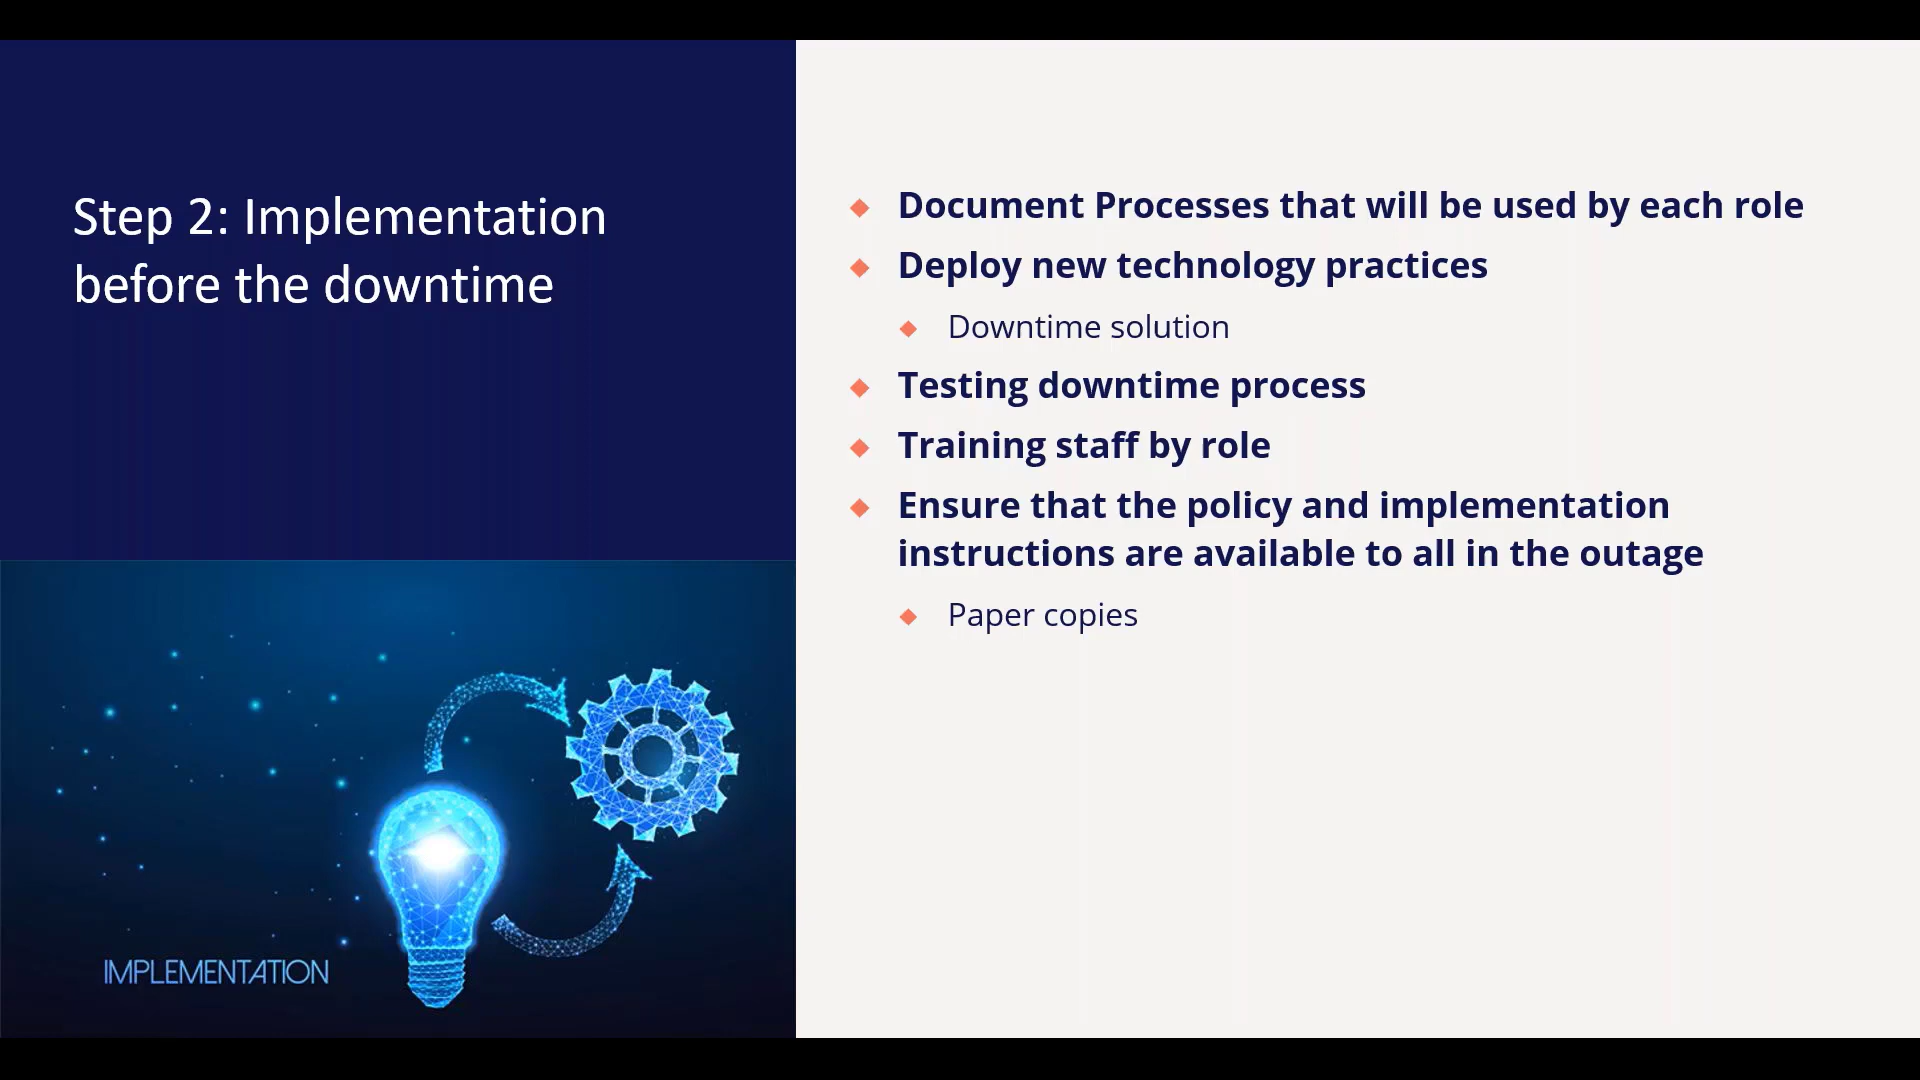 Step 2: Implementation
before the downtime
Document Processes that will be used by each role
Deploy new technology practices
Downtime solution
Testing downtime process
Training staff by role
Ensure that the policy and implementation
instructions are available to all in the outage
Paper copies
IMPLEMENTATION